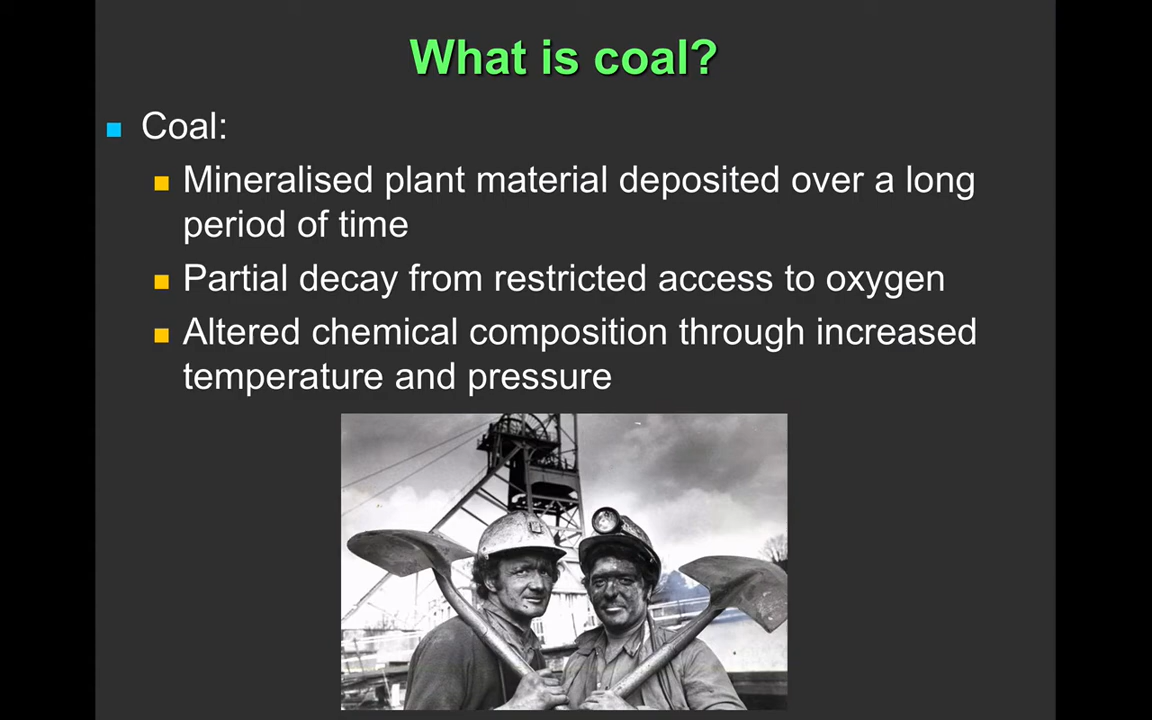 What is coal?
Coal:
Mineralised plant material deposited over a long
period of time
Partial decay from restricted access to oxygen
Altered chemical composition through increased
temperature and pressure